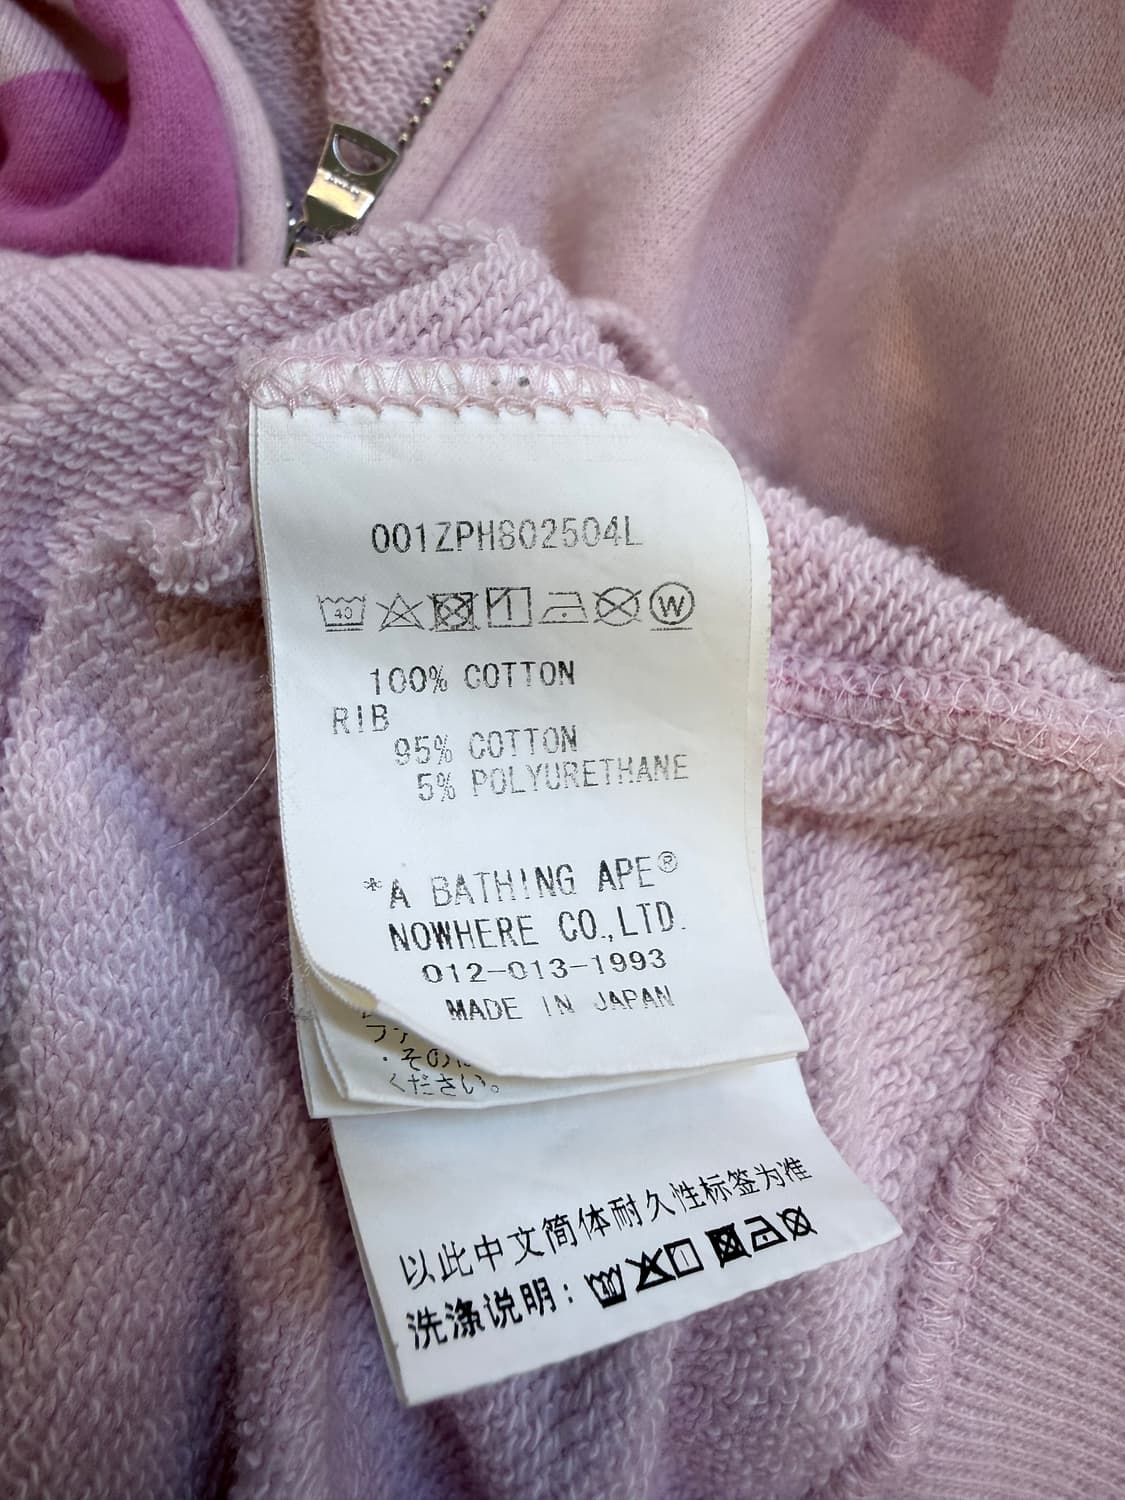 001ZPH802504L
40 W
100% COTTON
RIB
95% COTTON
5% POLYURETHANE
*A BATHING APE®
NOWHERE CO.,LTD.
012-013-1993
MADE IN JAPAN
ください。
以此中文简体耐久性标签为准
洗涤说明: